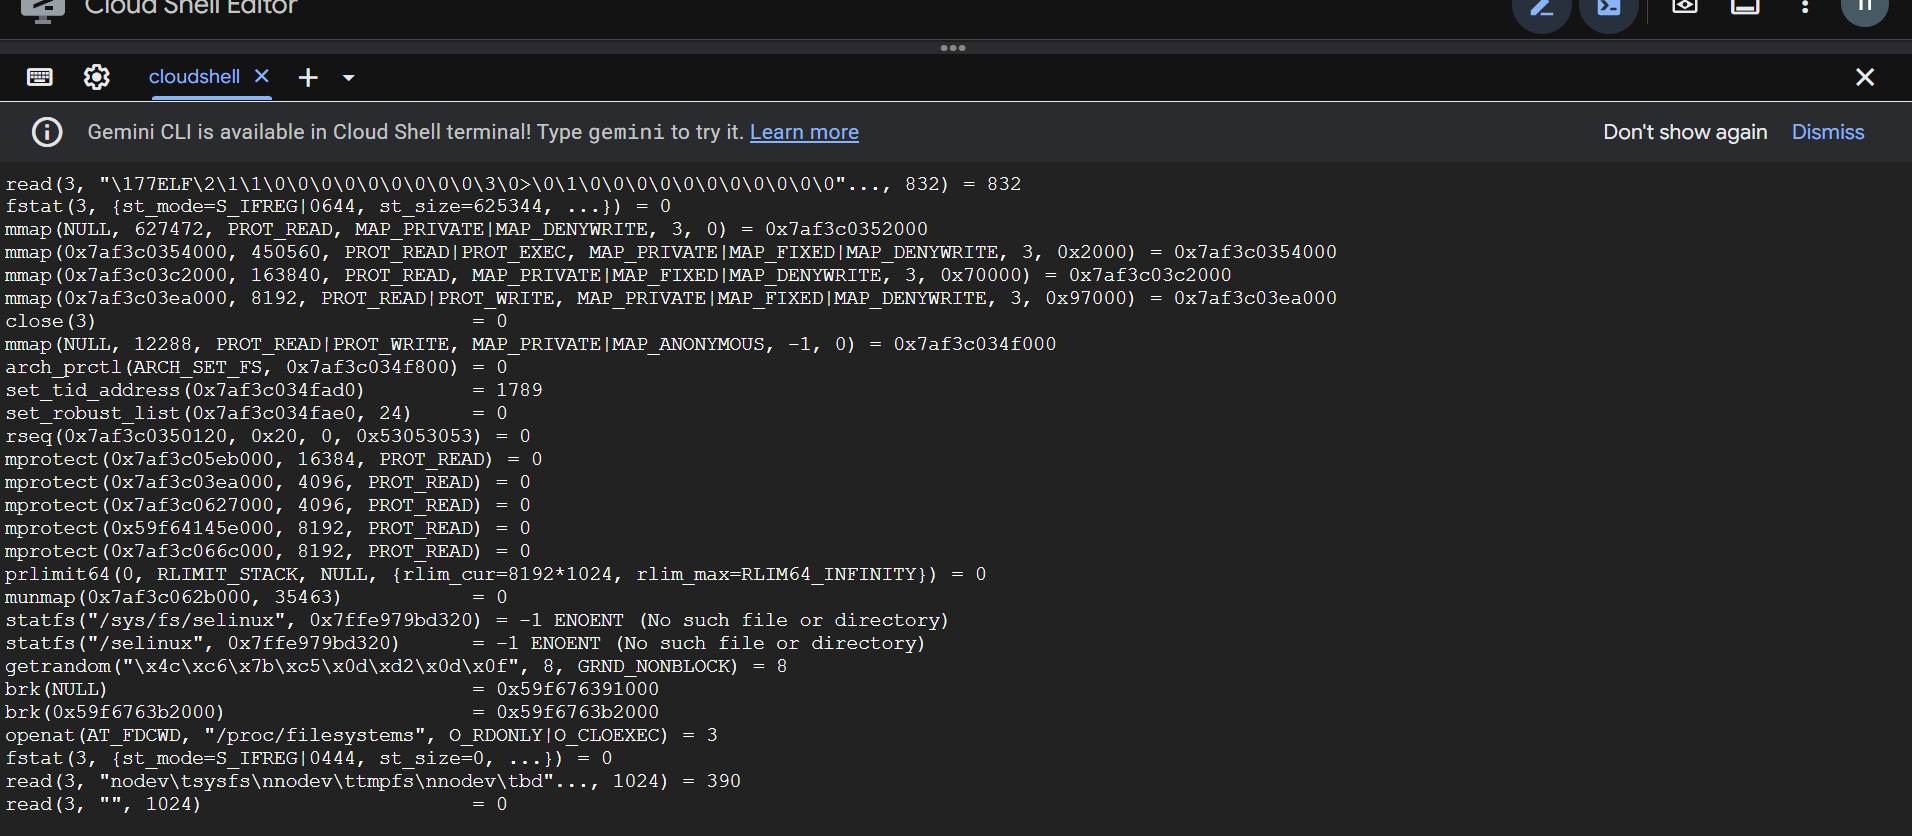 Cloud Shell Editor
cloudshell
Gemini CLI is available in Cloud Shell terminal! Type gemini to try it. Learn more
Don't show again Dismiss
read(3, "\177ELF\2\1\1\0\0\0\0\0\0\0\0\0\3\0>\0\1\0\0\0\0\0\0\0\0\0\0\0"..., 832) = 832
fstat(3, {st_mode=S_IFREG|0644, st_size=625344, ...}) = 0
mmap(NULL, 627472, PROT_READ, MAP_PRIVATE|MAP_DENYWRITE, 3, 0) = 0x7af3c0352000
mmap(0x7af3c0354000, 450560, PROT_READ|PROT_EXEC, MAP_PRIVATE|MAP_FIXED|MAP_DENYWRITE, 3, 0x2000) = 0x7af3c0354000
mmap(0x7af3c03c2000, 163840, PROT_READ, MAP_PRIVATE|MAP_FIXED|MAP_DENYWRITE, 3, 0x70000) = 0x7af3c03c2000
mmap(0x7af3c03ea000, 8192, PROT_READ|PROT_WRITE, MAP_PRIVATE|MAP_FIXED|MAP_DENYWRITE, 3, 0x97000) = 0x7af3c03ea000
close(3) = 0
mmap(NULL, 12288, PROT_READ|PROT_WRITE, MAP_PRIVATE|MAP_ANONYMOUS, -1, 0) = 0x7af3c034f000
arch_prctl(ARCH_SET_FS, 0x7af3c034f800) = 0
set_tid_address(0x7af3c034fad0) = 1789
set_robust_list(0x7af3c034fae0, 24) = 0
rseq(0x7af3c0350120, 0x20, 0, 0x53053053) = 0
mprotect(0x7af3c05eb000, 16384, PROT_READ) = 0
mprotect(0x7af3c03ea000, 4096, PROT_READ) = 0
mprotect(0x7af3c0627000, 4096, PROT_READ) = 0
mprotect(0x59f64145e000, 8192, PROT_READ) = 0
mprotect(0x7af3c066c000, 8192, PROT_READ) = 0
prlimit64(0, RLIMIT_STACK, NULL, {rlim_cur=8192*1024, rlim_max=RLIM64_INFINITY}) = 0
munmap(0x7af3c062b000, 35463) = 0
statfs("/sys/fs/selinux", 0x7ffe979bd320) = -1 ENOENT (No such file or directory)
statfs("/selinux", 0x7ffe979bd320) = -1 ENOENT (No such file or directory)
getrandom("\x4c\xc6\x7b\xc5\x0d\xd2\x0d\x0f", 8, GRND_NONBLOCK) = 8
brk(NULL) = 0x59f676391000
brk(0x59f6763b2000) = 0x59f6763b2000
openat(AT_FDCWD, "/proc/filesystems", O_RDONLY|O_CLOEXEC) = 3
fstat(3, {st_mode=S_IFREG|0444, st_size=0, ...}) = 0
read(3, "nodev\tsysfs\nnodev\ttmpfs\nnodev\tbd"..., 1024) = 390
read(3, "", 1024) = 0